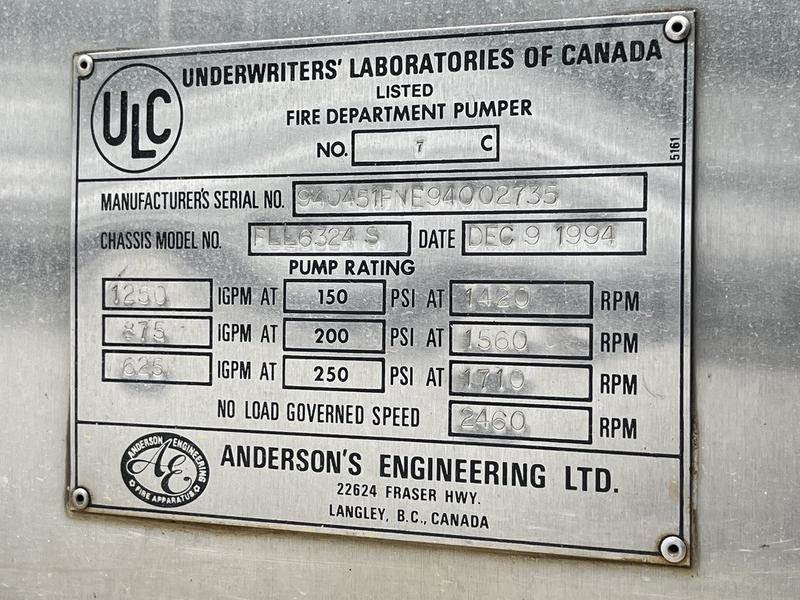 ULC
UNDERWRITERS' LABORATORIES OF CANADA
LISTED
FIRE DEPARTMENT PUMPER
NO. 7 C
5161
MANUFACTURER'S SERIAL NO. 940451FNE94002735
CHASSIS MODEL NO. FLL6324 S DATE DEC 9 1994
PUMP RATING
1250 IGPM AT 150 PSI AT 1420 RPM
875 IGPM AT 200 PSI AT 1560 RPM
625 IGPM AT 250 PSI AT 1710 RPM
NO LOAD GOVERNED SPEED 2460 RPM
ANDERSON ENGINEERING
AE
FIRE APPARATUS
ANDERSON'S ENGINEERING LTD.
22624 FRASER HWY.
LANGLEY, B.C., CANADA